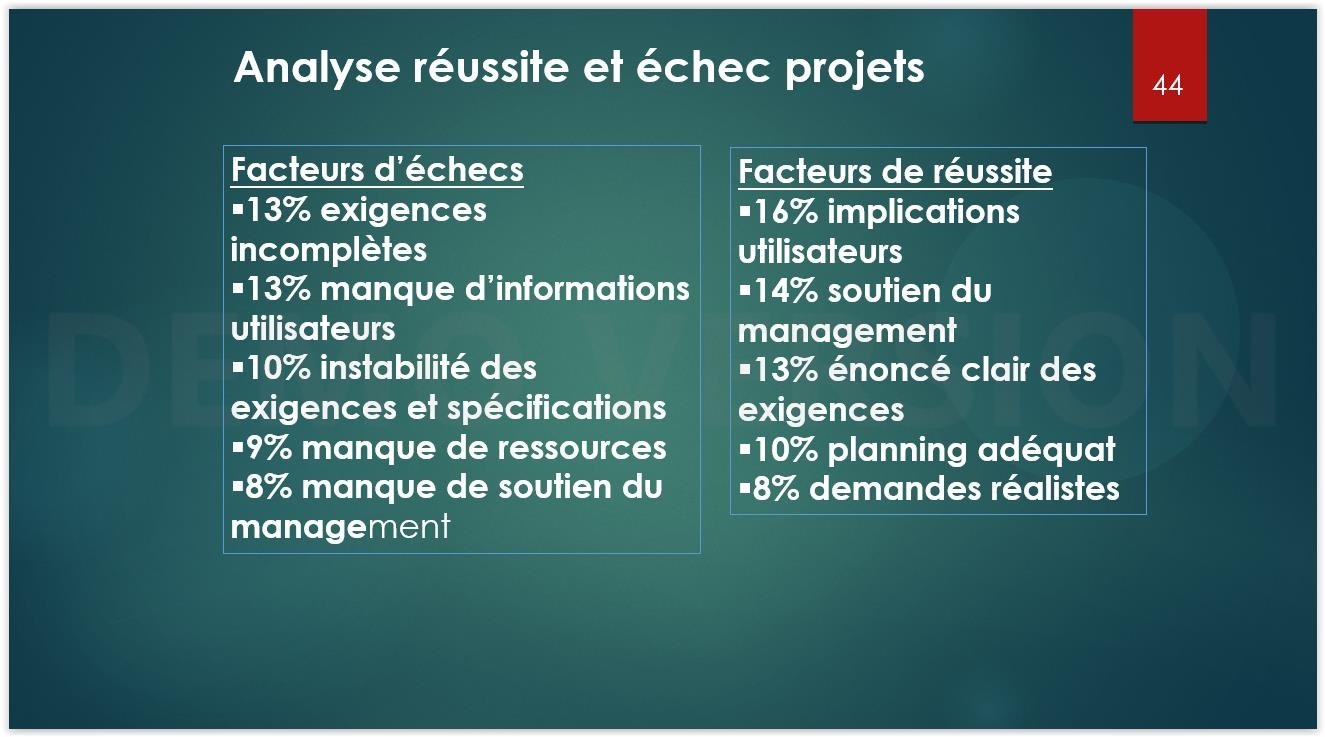 Analyse réussite et échec projets
44
Facteurs d’échecs
▪13% exigences
incomplètes
▪13% manque d’informations
utilisateurs
▪10% instabilité des
exigences et spécifications
▪9% manque de ressources
▪8% manque de soutien du
management
Facteurs de réussite
▪16% implications
utilisateurs
▪14% soutien du
management
▪13% énoncé clair des
exigences
▪10% planning adéquat
▪8% demandes réalistes
DEMO VERSION